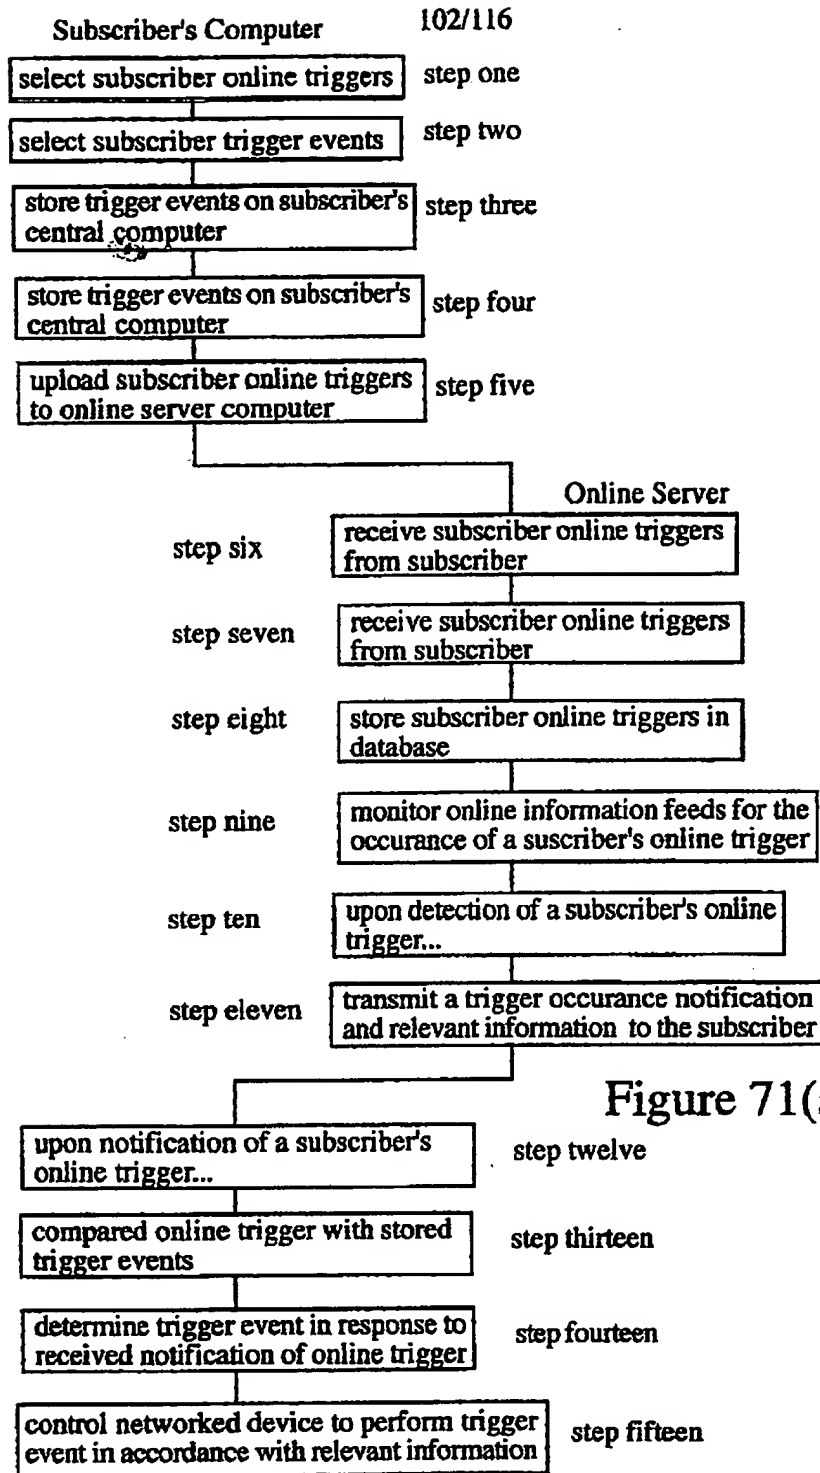 Subscriber's Computer
102/116
select subscriber online triggers
step one
select subscriber trigger events
step two
store trigger events on subscriber's
central computer
step three
store trigger events on subscriber's
central computer
step four
upload subscriber online triggers
to online server computer
step five
Online Server
step six
receive subscriber online triggers
from subscriber
step seven
receive subscriber online triggers
from subscriber
step eight
store subscriber online triggers in
database
step nine
monitor online information feeds for the
occurance of a suscriber's online trigger
step ten
upon detection of a subscriber's online
trigger...
step eleven
transmit a trigger occurance notification
and relevant information to the subscriber
Figure 71(
upon notification of a subscriber's
online trigger...
step twelve
compared online trigger with stored
trigger events
step thirteen
determine trigger event in response to
received notification of online trigger
step fourteen
control networked device to perform trigger
event in accordance with relevant information
step fifteen